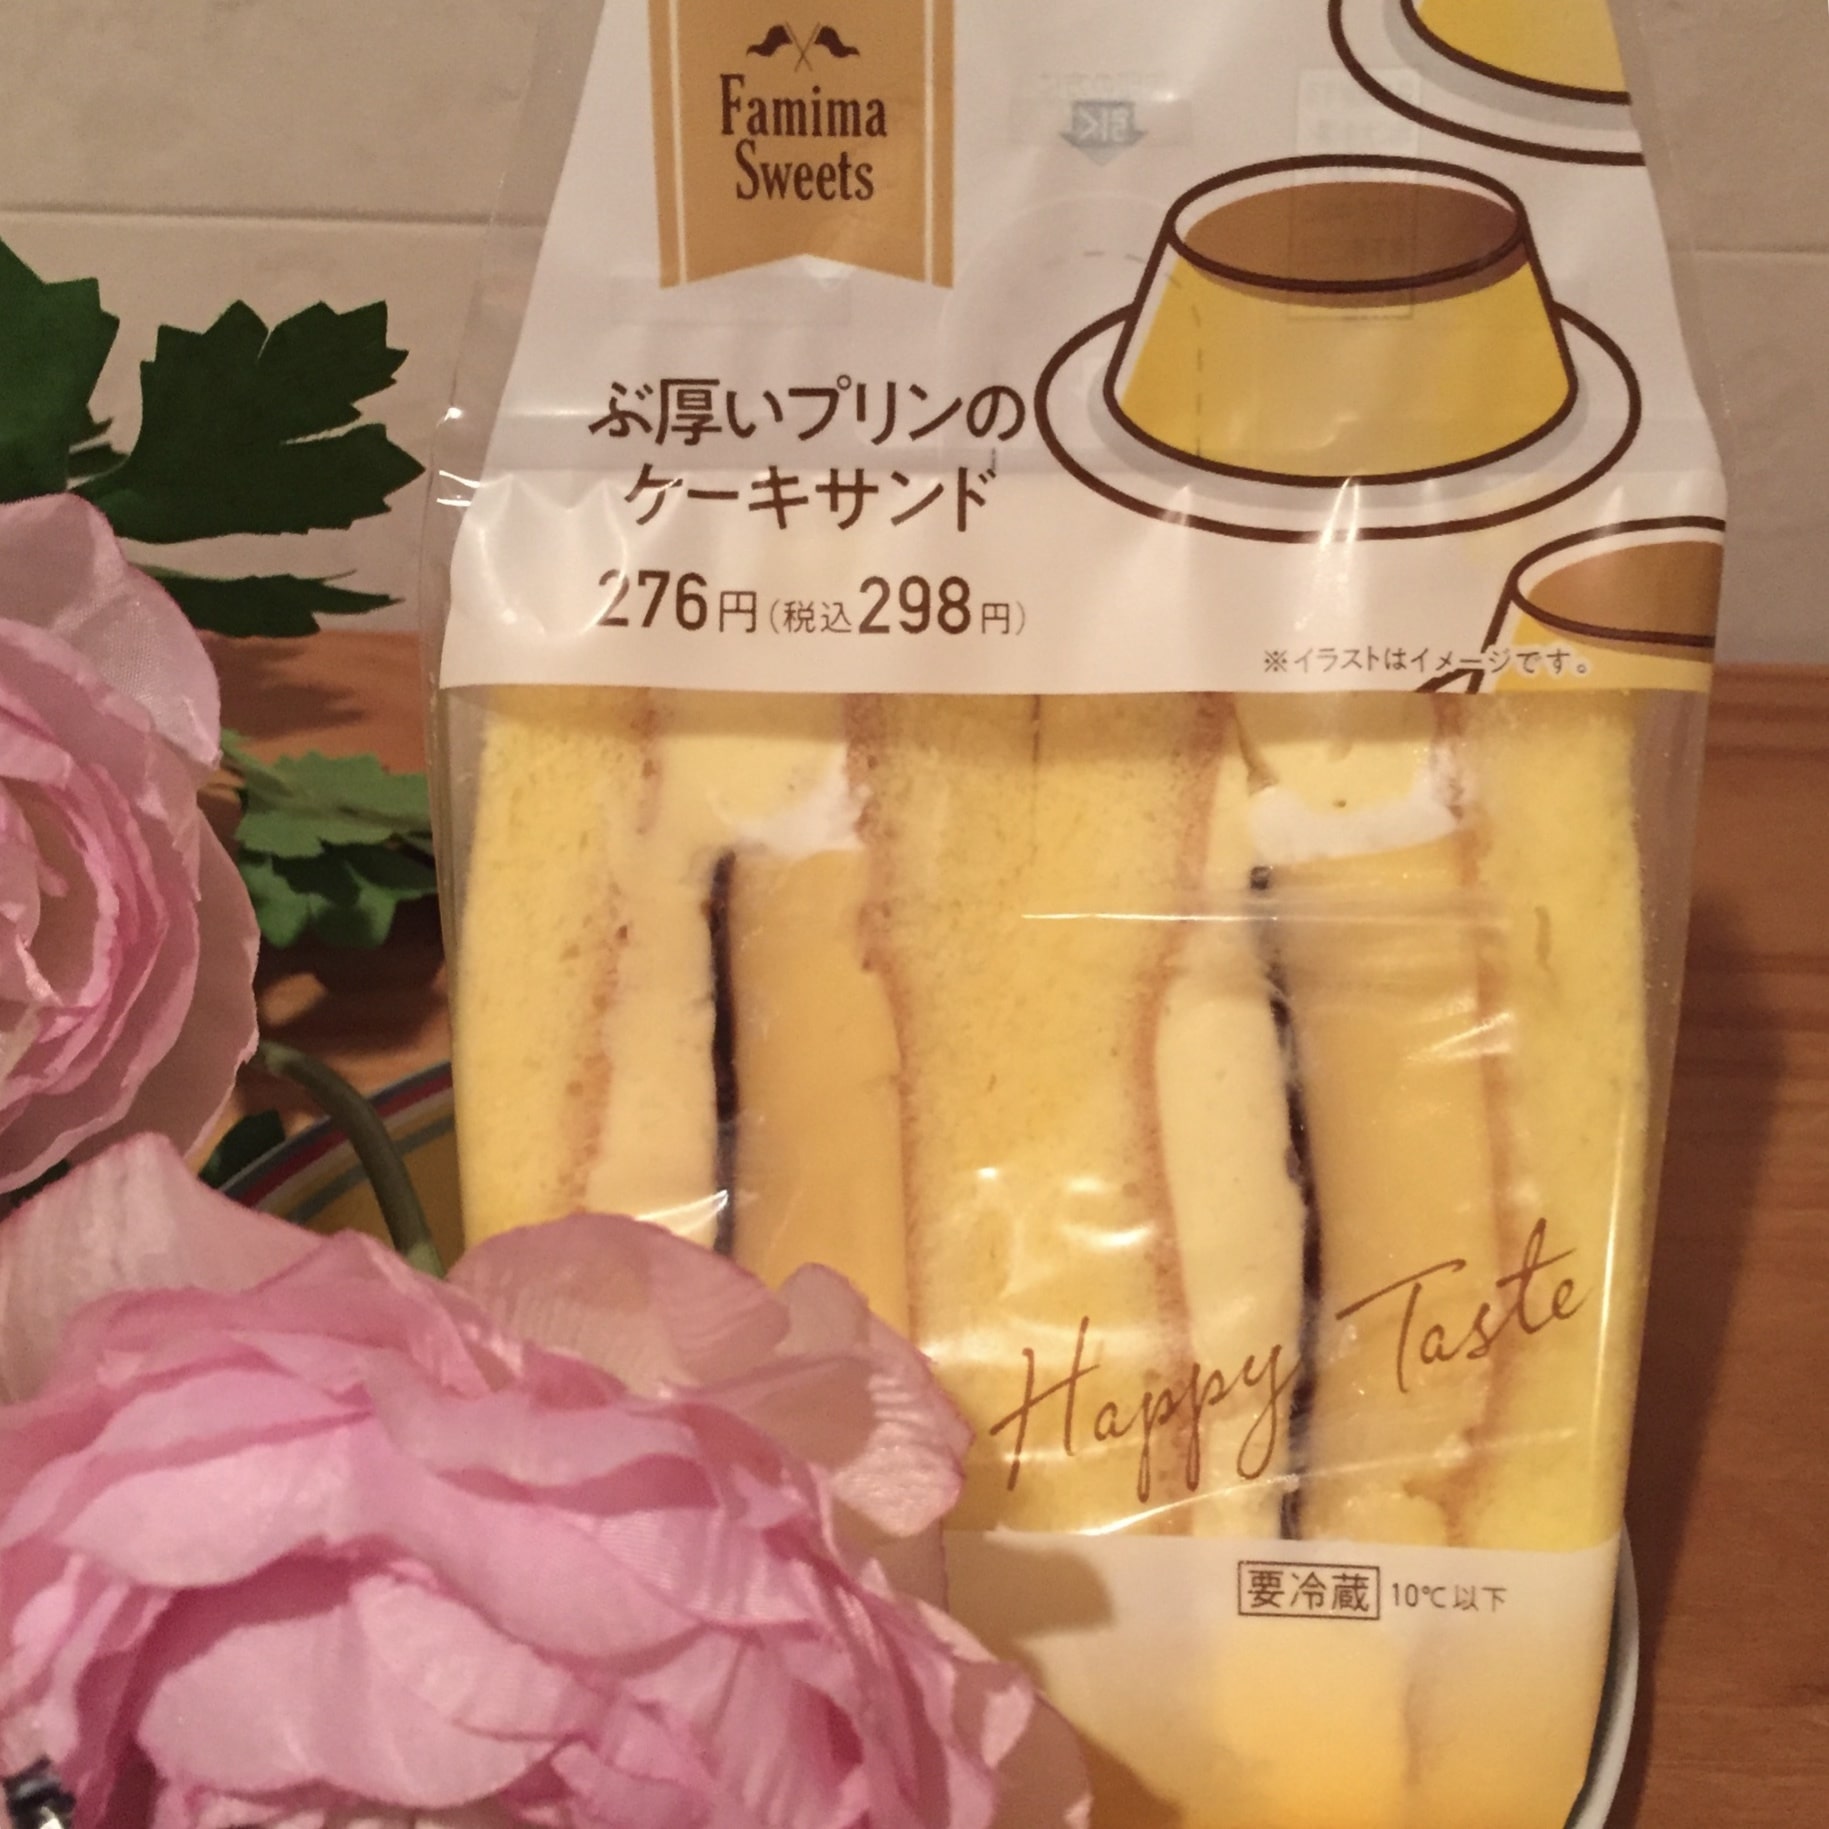 Famima
Sweets
ぶ厚いプリンの
ケーキサンド
276円(税込298円)
※イラストはイメージです。
Happy Taste
要冷蔵 10℃以下